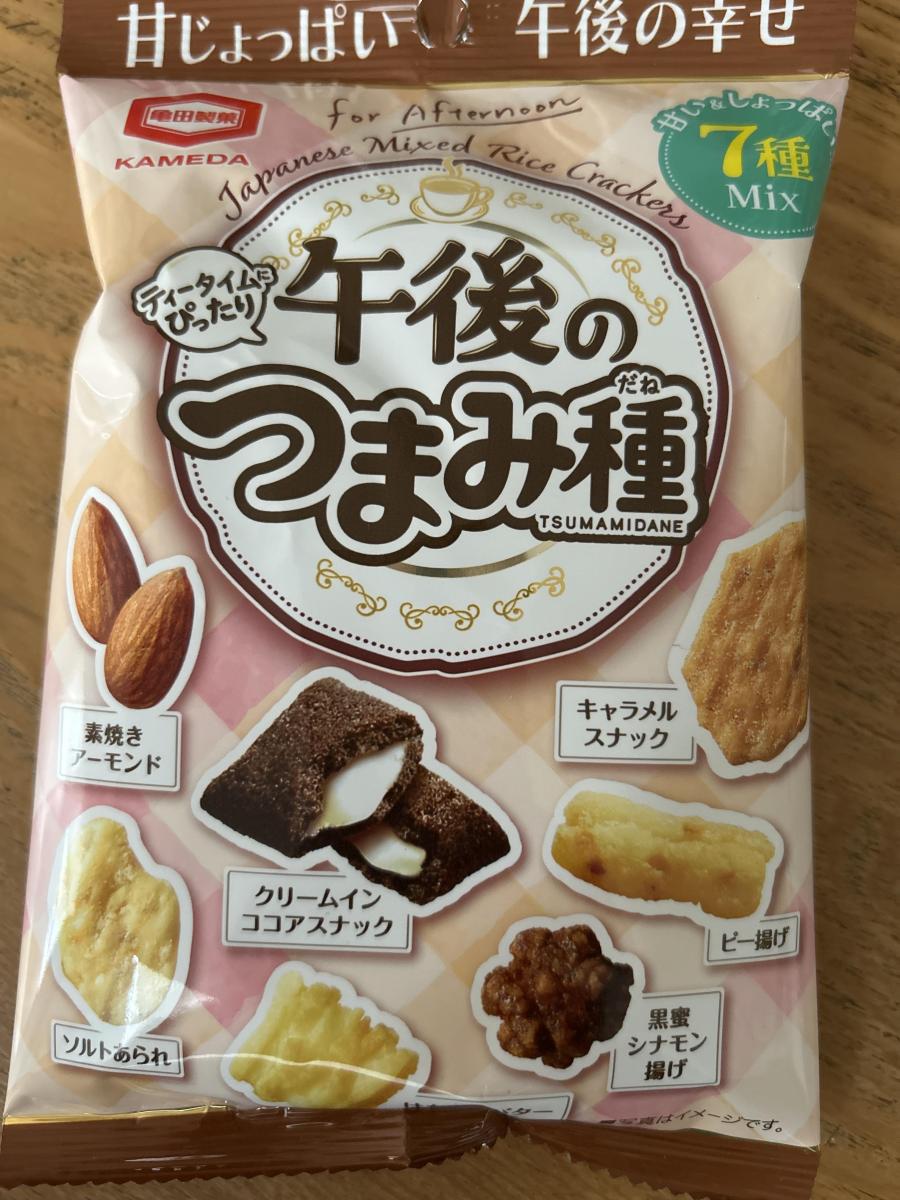 甘じょっぱい 午後の幸せ
亀田製菓
KAMEDA
for Afternoon
Japanese Mixed Rice Crackers
甘い&しょっぱい
7種
Mix
ティータイムに
ぴったり
午後の
つまみ種
だね
TSUMAMIDANE
素焼き
アーモンド
キャラメル
スナック
クリームイン
ココアスナック
ピー揚げ
ソルトあられ
黒蜜
シナモン
揚げ
バター
写真はイメージです。